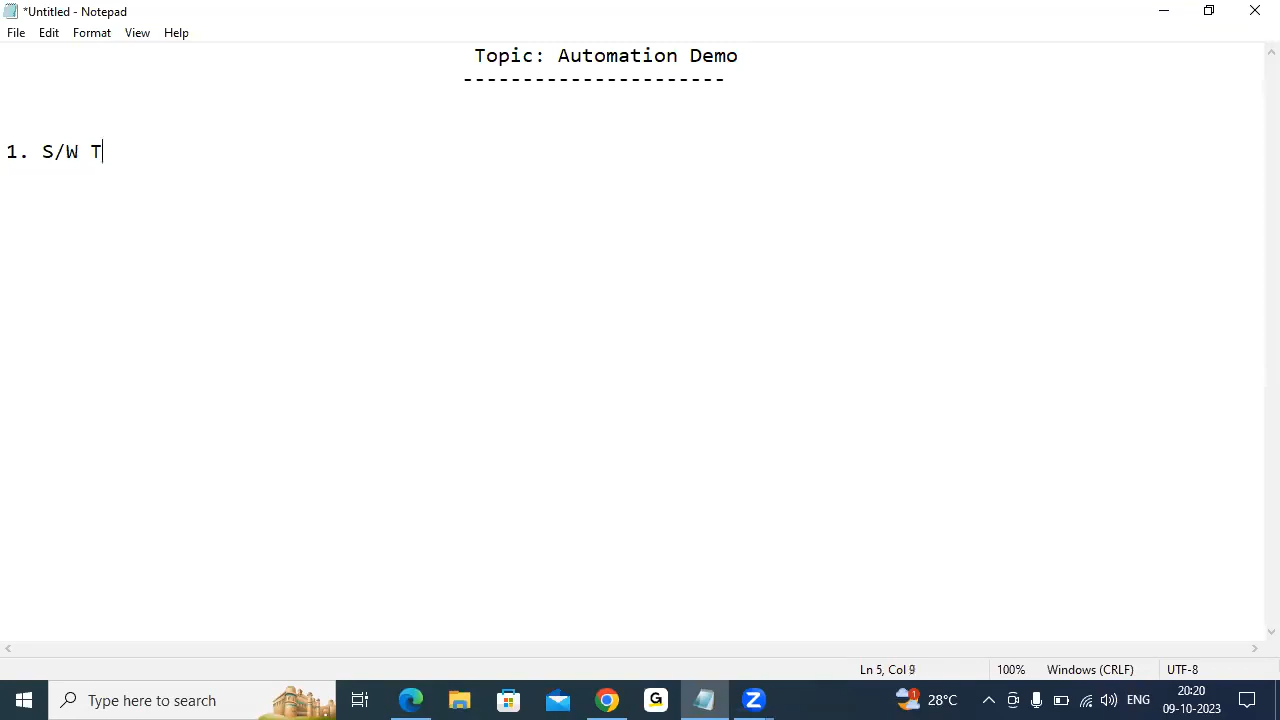 *Untitled - Notepad
File Edit Format View Help
Topic: Automation Demo
----------------------
1. S/W T
Ln 5, Col 9 100% Windows (CRLF) UTF-8
Type here to search 28°C ENG 20:20
09-10-2023